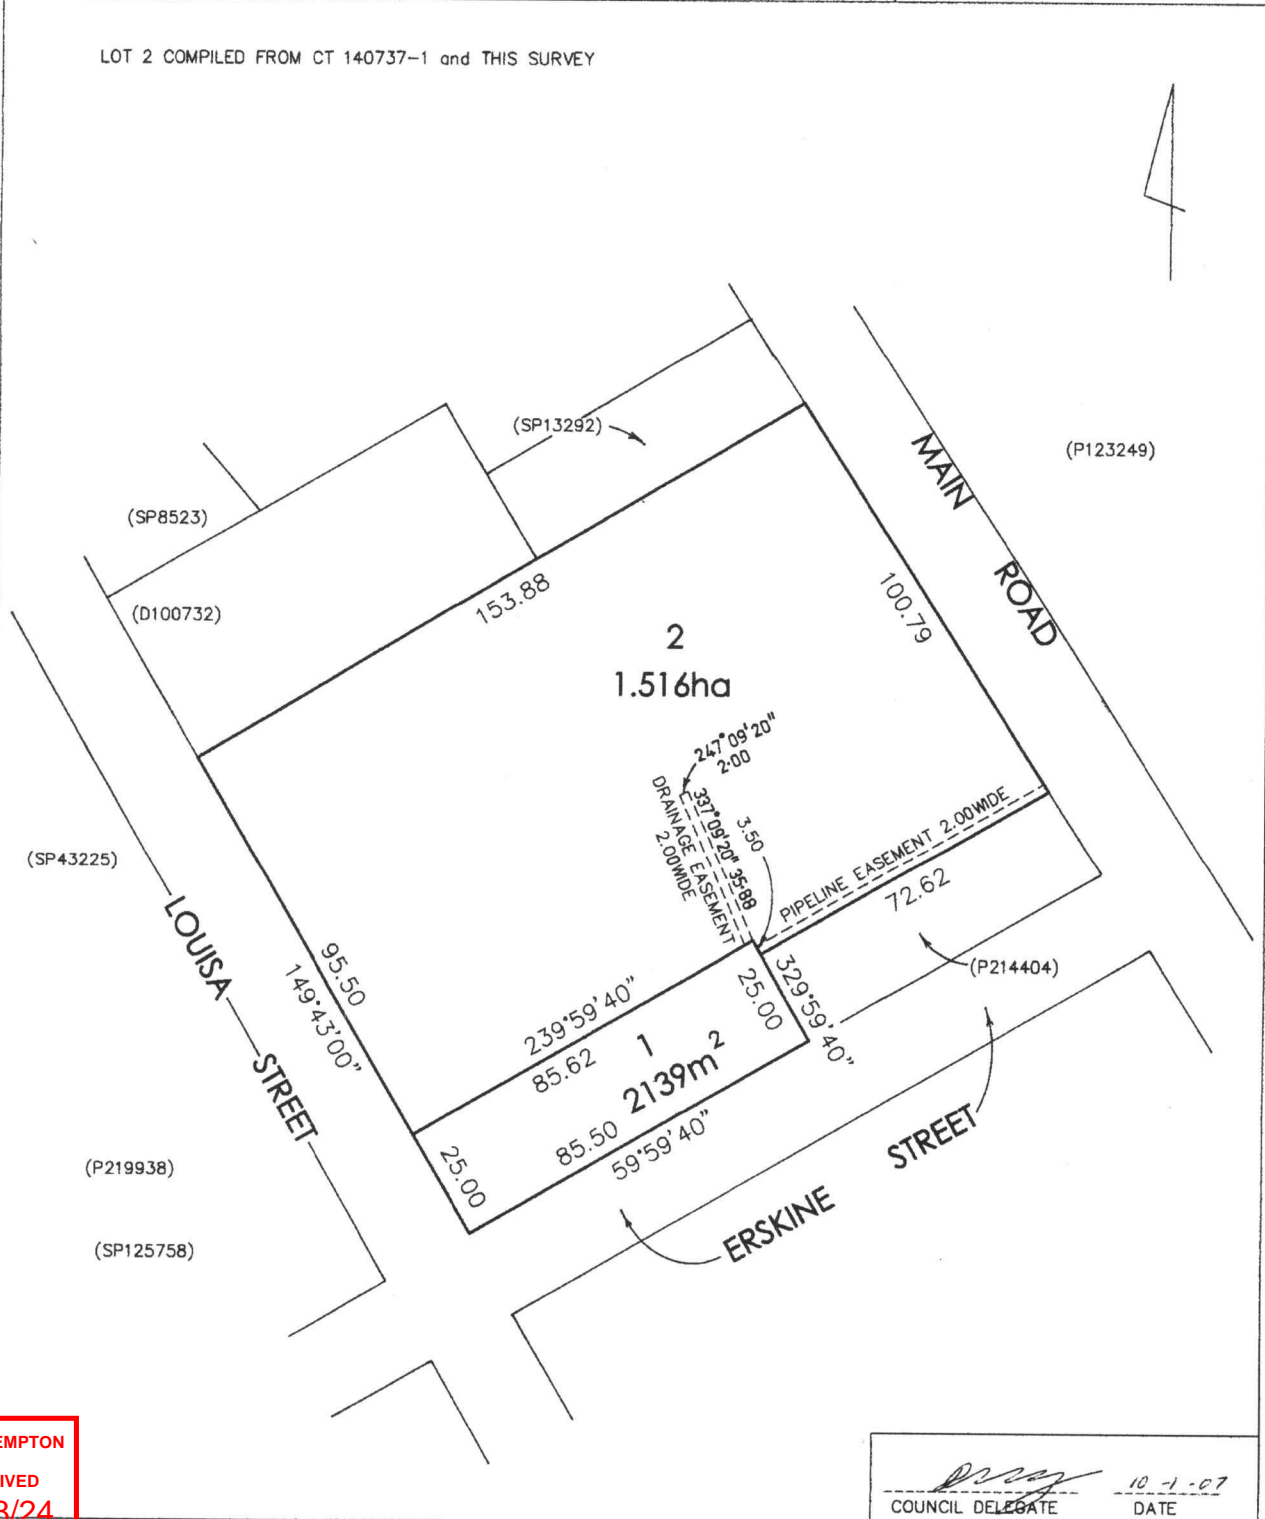 LOT 2 COMPILED FROM CT 140737-1 and THIS SURVEY
(SP13292)
(P123249)
MAIN
ROAD
(SP8523)
(D100732)
153.88
100.79
2
1.516ha
247°09'20"
2·00
337°09'20" 35·88
DRAINAGE EASEMENT
2.00WIDE
3.50
PIPELINE EASEMENT 2.00WIDE
72.62
(SP43225)
LOUISA
STREET
95.50
149°43'00"
(P214404)
239°59'40"
85.62
25.00
329°59'40"
1
2139m²
85.50
59°59'40"
25.00
(P219938)
(SP125758)
ERSKINE
STREET
EMPTON
IVED
3/24
10-1-07
COUNCIL DELEGATE
DATE